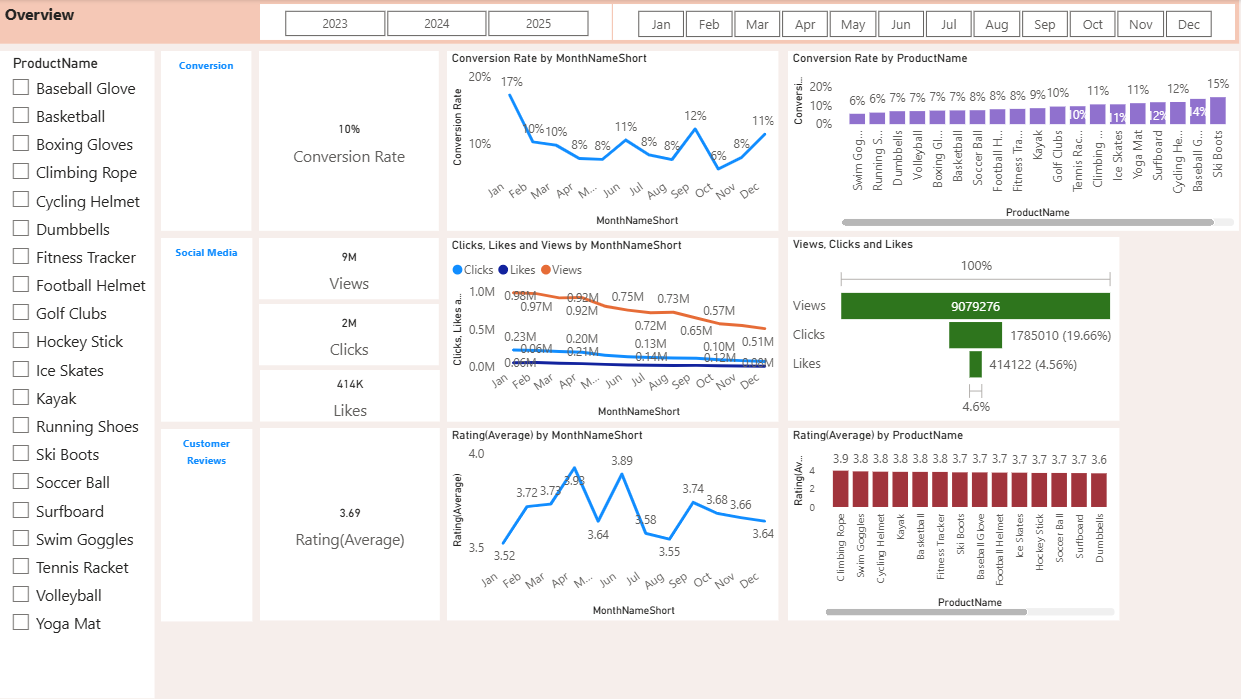 Overview
2023 2024 2025
Jan Feb Mar Apr May Jun Jul Aug Sep Oct Nov Dec
ProductName
Baseball Glove
Basketball
Boxing Gloves
Climbing Rope
Cycling Helmet
Dumbbells
Fitness Tracker
Football Helmet
Golf Clubs
Hockey Stick
Ice Skates
Kayak
Running Shoes
Ski Boots
Soccer Ball
Surfboard
Swim Goggles
Tennis Racket
Volleyball
Yoga Mat
Conversion
10%
Conversion Rate
Conversion Rate by MonthNameShort
Conversion Rate
20%
10%
17% 10% 10% 8% 8% 11% 8% 8% 12% 6% 8% 11%
Jan Feb Mar Apr M... Jun Jul Aug Sep Oct Nov Dec
MonthNameShort
Conversion Rate by ProductName
Conversi...
20%
10%
0%
6% 6% 7% 7% 7% 7% 8% 8% 8% 9% 10% 10% 11% 11% 11% 12% 12% 14% 15%
Swim Gog... Running S... Dumbbells Volleyball Boxing Gl... Basketball Soccer Ball Football H... Fitness Tra... Kayak Golf Clubs Tennis Rac... Climbing ... Ice Skates Yoga Mat Surfboard Cycling He... Baseball G... Ski Boots
ProductName
Social Media
9M
Views
2M
Clicks
414K
Likes
Clicks, Likes and Views by MonthNameShort
Clicks Likes Views
Clicks, Likes a...
1.0M
0.5M
0.0M
0.98M 0.97M 0.92M 0.92M 0.75M 0.72M 0.73M 0.65M 0.57M 0.51M
0.23M 0.20M 0.21M 0.13M 0.14M 0.10M 0.12M 0.08M
0.06M 0.06M
Jan Feb Mar Apr M... Jun Jul Aug Sep Oct Nov Dec
MonthNameShort
Views, Clicks and Likes
100%
Views 9079276
Clicks 1785010 (19.66%)
Likes 414122 (4.56%)
4.6%
Customer
Reviews
3.69
Rating(Average)
Rating(Average) by MonthNameShort
Rating(Average)
4.0
3.5
3.52 3.72 3.73 3.93 3.64 3.89 3.58 3.55 3.74 3.68 3.66 3.64
Jan Feb Mar Apr M... Jun Jul Aug Sep Oct Nov Dec
MonthNameShort
Rating(Average) by ProductName
Rating(Av...
4
2
0
3.9 3.8 3.8 3.8 3.8 3.8 3.7 3.7 3.7 3.7 3.7 3.7 3.7 3.6
Climbing Rope Swim Goggles Cycling Helmet Kayak Basketball Fitness Tracker Ski Boots Baseball Glove Football Helmet Ice Skates Hockey Stick Soccer Ball Surfboard Dumbbells
ProductName